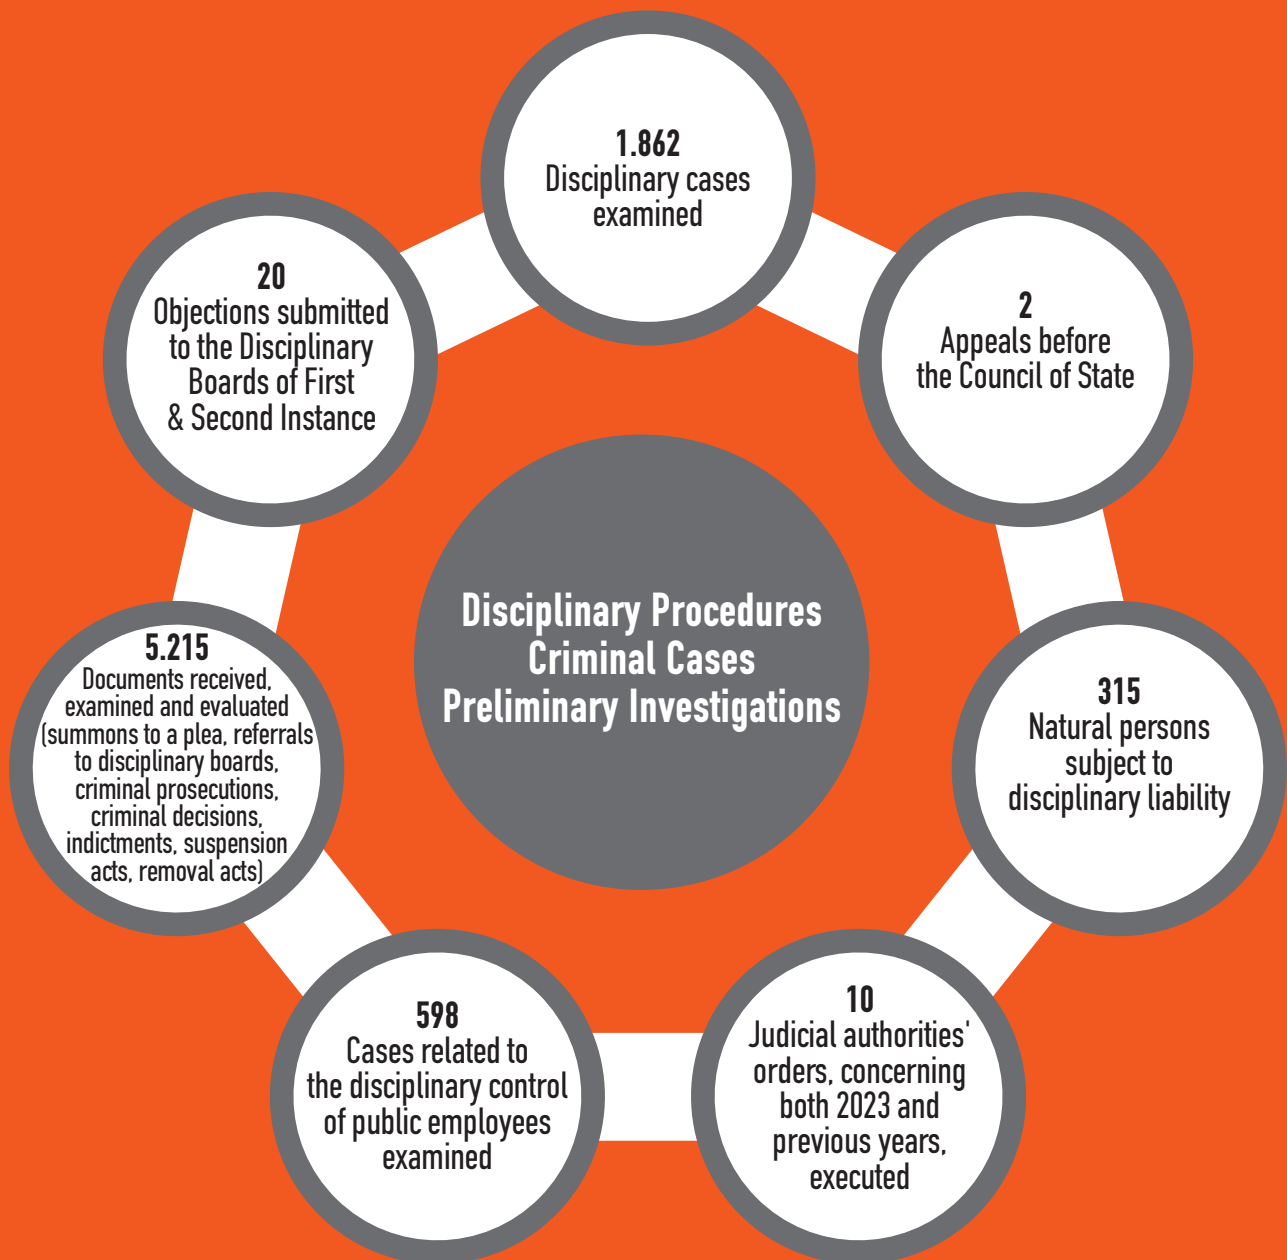 1.862
Disciplinary cases
examined
2
Appeals before
the Council of State
315
Natural persons
subject to
disciplinary liability
10
Judicial authorities'
orders, concerning
both 2023 and
previous years,
executed
598
Cases related to
the disciplinary control
of public employees
examined
5.215
Documents received,
examined and evaluated
(summons to a plea, referrals
to disciplinary boards,
criminal prosecutions,
criminal decisions,
indictments, suspension
acts, removal acts)
20
Objections submitted
to the Disciplinary
Boards of First
& Second Instance
Disciplinary Procedures
Criminal Cases
Preliminary Investigations